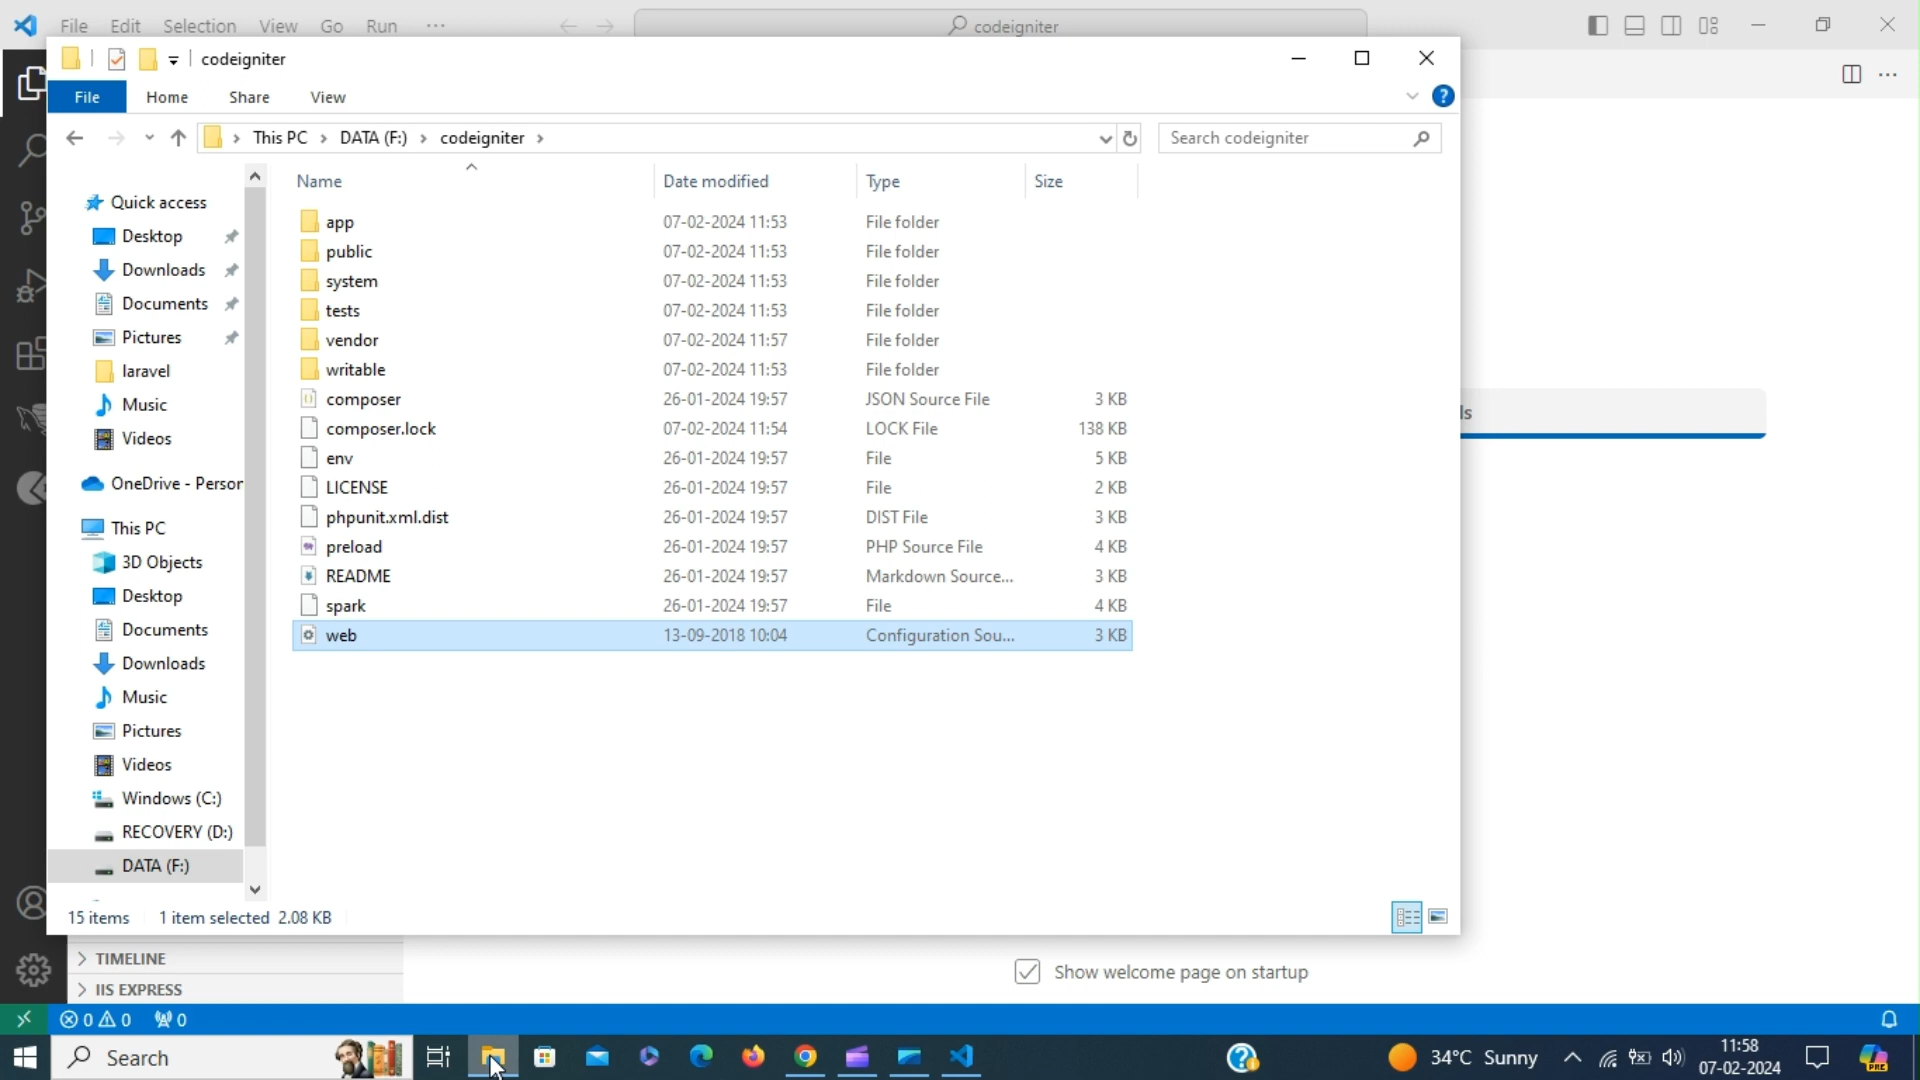 File Edit Selection View Go Run ··· codeigniter
codeigniter
File Home Share View
This PC DATA (F:) codeigniter Search codeigniter
Name Date modified Type Size
Quick access
Desktop
Downloads
Documents
Pictures
laravel
Music
Videos
OneDrive - Person
This PC
3D Objects
Desktop
Documents
Downloads
Music
Pictures
Videos
Windows (C:)
RECOVERY (D:)
DATA (F:)
app 07-02-2024 11:53 File folder
public 07-02-2024 11:53 File folder
system 07-02-2024 11:53 File folder
tests 07-02-2024 11:53 File folder
vendor 07-02-2024 11:57 File folder
writable 07-02-2024 11:53 File folder
composer 26-01-2024 19:57 JSON Source File 3 KB
composer.lock 07-02-2024 11:54 LOCK File 138 KB
env 26-01-2024 19:57 File 5 KB
LICENSE 26-01-2024 19:57 File 2 KB
phpunit.xml.dist 26-01-2024 19:57 DIST File 3 KB
preload 26-01-2024 19:57 PHP Source File 4 KB
README 26-01-2024 19:57 Markdown Source... 3 KB
spark 26-01-2024 19:57 File 4 KB
web 13-09-2018 10:04 Configuration Sou... 3 KB
ls
15 items 1 item selected 2.08 KB
TIMELINE
IIS EXPRESS
Show welcome page on startup
0 0 0
Search 34°C Sunny 11:58
07-02-2024
PRE